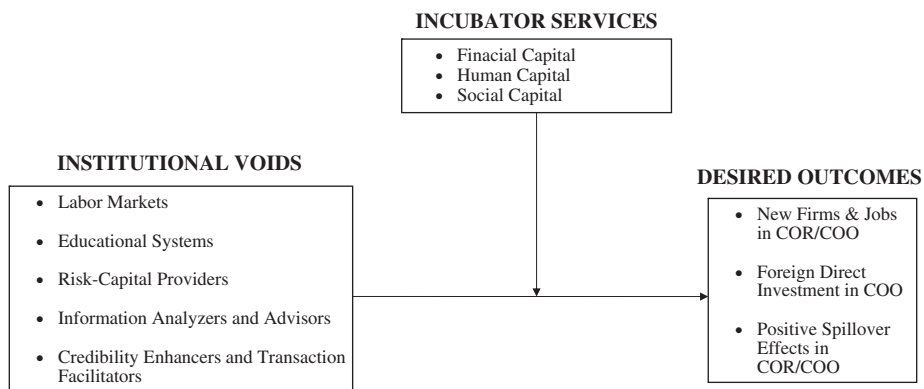 INCUBATOR SERVICES
• Finacial Capital
• Human Capital
• Social Capital
INSTITUTIONAL VOIDS
• Labor Markets
• Educational Systems
• Risk-Capital Providers
• Information Analyzers and Advisors
• Credibility Enhancers and Transaction
Facilitators
DESIRED OUTCOMES
• New Firms & Jobs
in COR/COO
• Foreign Direct
Investment in COO
• Positive Spillover
Effects in
COR/COO